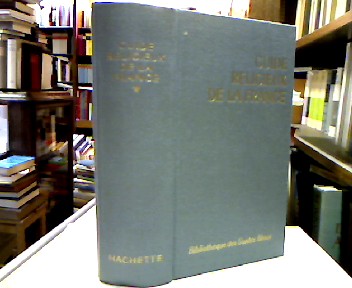 GUIDE
RELIGIEUX
DE LA FRANCE
GUIDE
RELIGIEUX
DE LA
FRANCE
HACHETTE
Bibliothèque des Guides Bleus